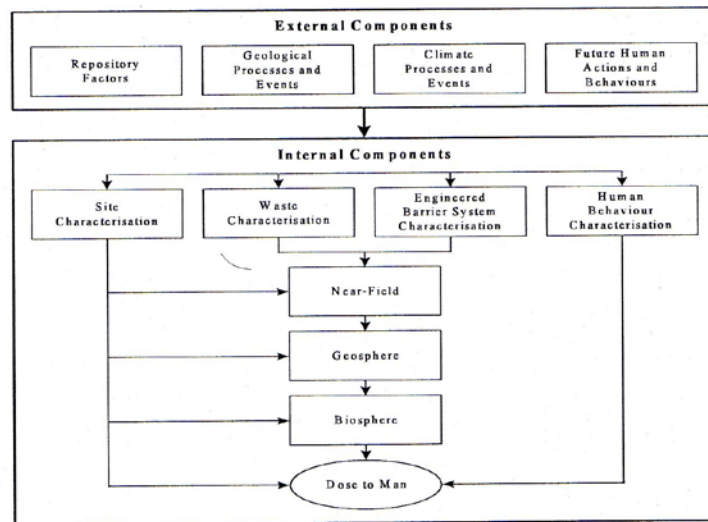 External Components
Repository
Factors
Geological
Processes and
Events
Climate
Processes and
Events
Future Human
Actions and
Behaviours
Internal Components
Site
Characterisation
Waste
Characterisation
Engineered
Barrier System
Characterisation
Human
Behaviour
Characterisation
Near-Field
Geosphere
Biosphere
Dose to Man